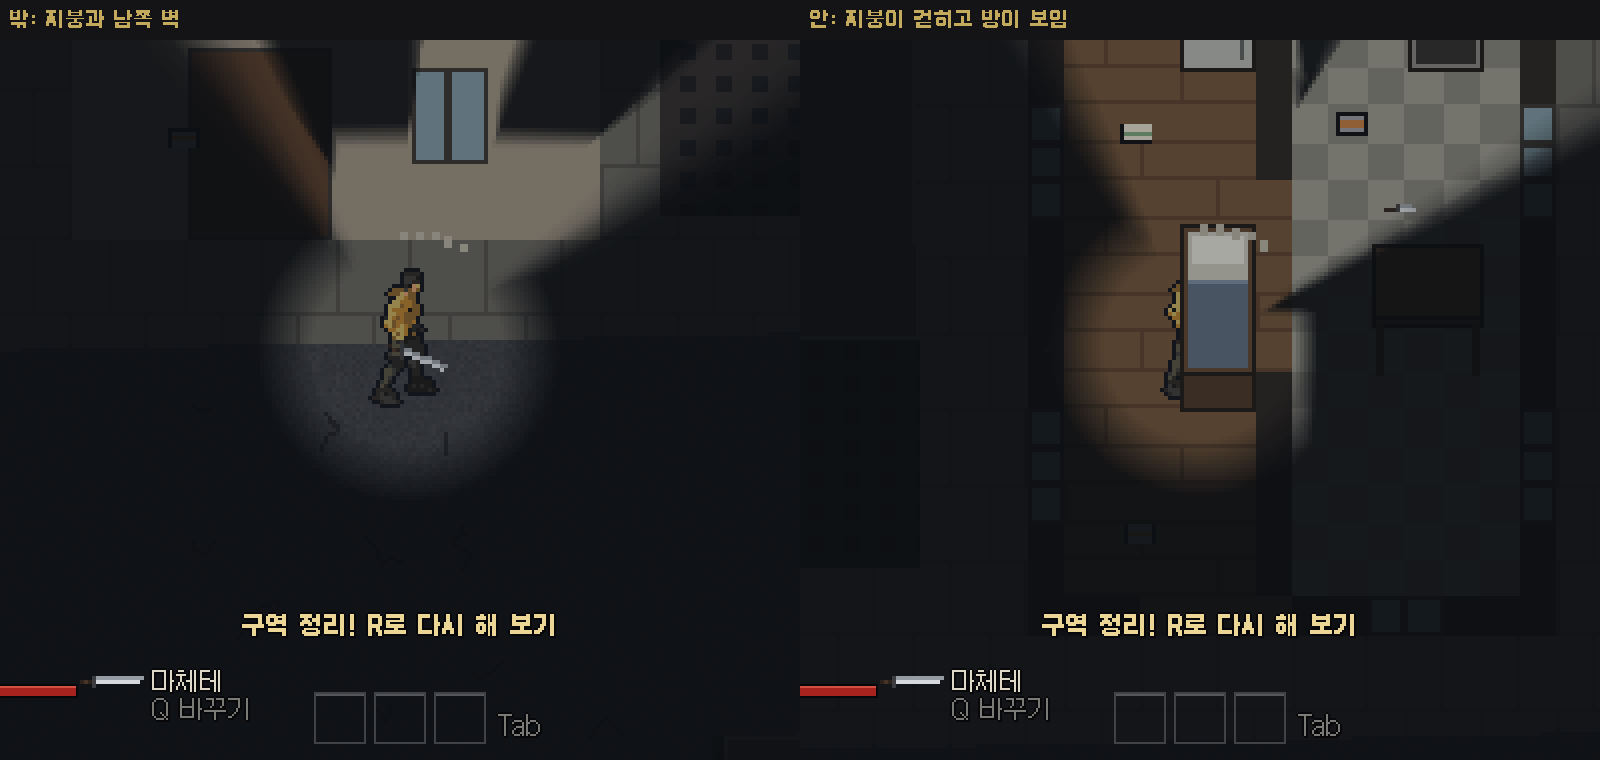 밖: 지붕과 남쪽 벽
안: 지붕이 걷히고 방이 보임
구역 정리! R로 다시 해 보기
구역 정리! R로 다시 해 보기
마체테
Q 바꾸기
Tab
마체테
Q 바꾸기
Tab